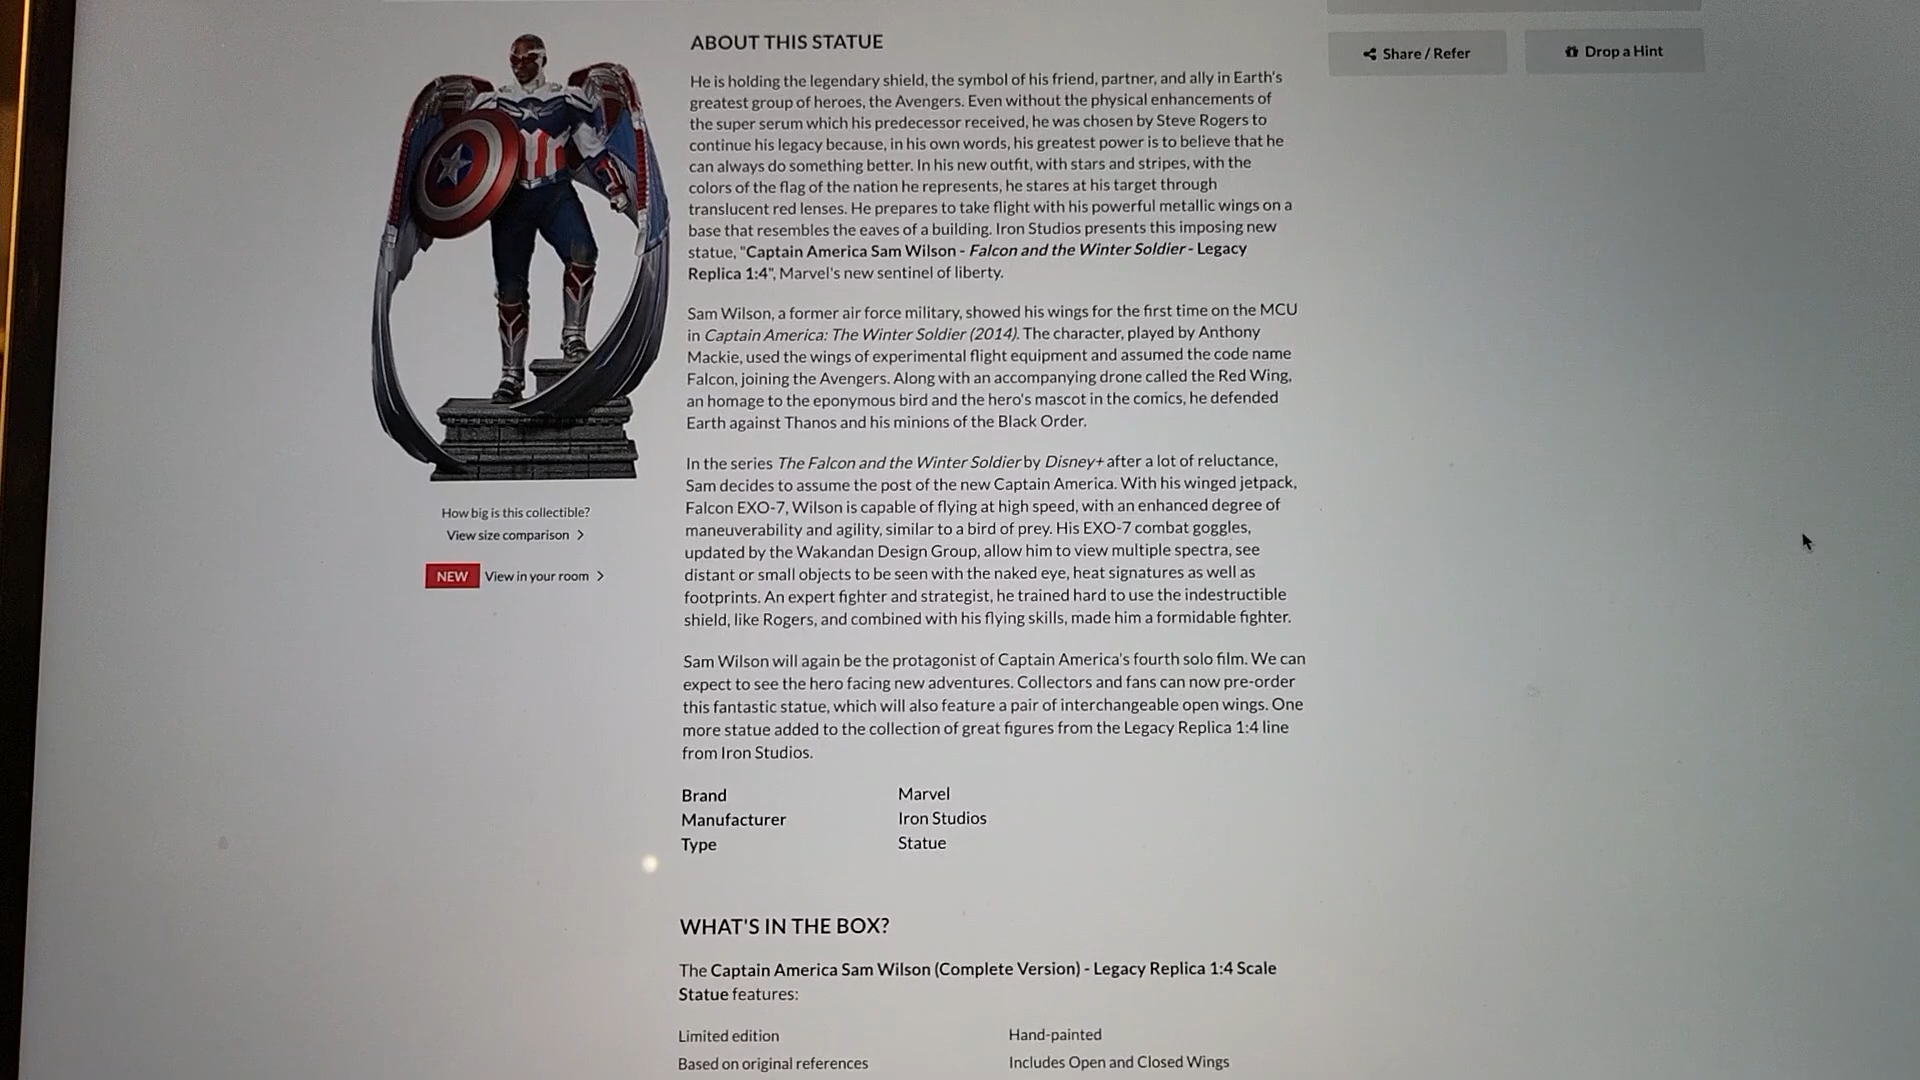 ABOUT THIS STATUE
Share / Refer
Drop a Hint
He is holding the legendary shield, the symbol of his friend, partner, and ally in Earth's
greatest group of heroes, the Avengers. Even without the physical enhancements of
the super serum which his predecessor received, he was chosen by Steve Rogers to
continue his legacy because, in his own words, his greatest power is to believe that he
can always do something better. In his new outfit, with stars and stripes, with the
colors of the flag of the nation he represents, he stares at his target through
translucent red lenses. He prepares to take flight with his powerful metallic wings on a
base that resembles the eaves of a building. Iron Studios presents this imposing new
statue, "Captain America Sam Wilson - Falcon and the Winter Soldier - Legacy
Replica 1:4", Marvel's new sentinel of liberty.
Sam Wilson, a former air force military, showed his wings for the first time on the MCU
in Captain America: The Winter Soldier (2014). The character, played by Anthony
Mackie, used the wings of experimental flight equipment and assumed the code name
Falcon, joining the Avengers. Along with an accompanying drone called the Red Wing,
an homage to the eponymous bird and the hero's mascot in the comics, he defended
Earth against Thanos and his minions of the Black Order.
In the series The Falcon and the Winter Soldier by Disney+ after a lot of reluctance,
Sam decides to assume the post of the new Captain America. With his winged jetpack,
Falcon EXO-7, Wilson is capable of flying at high speed, with an enhanced degree of
maneuverability and agility, similar to a bird of prey. His EXO-7 combat goggles,
updated by the Wakandan Design Group, allow him to view multiple spectra, see
distant or small objects to be seen with the naked eye, heat signatures as well as
footprints. An expert fighter and strategist, he trained hard to use the indestructible
shield, like Rogers, and combined with his flying skills, made him a formidable fighter.
Sam Wilson will again be the protagonist of Captain America's fourth solo film. We can
expect to see the hero facing new adventures. Collectors and fans can now pre-order
this fantastic statue, which will also feature a pair of interchangeable open wings. One
more statue added to the collection of great figures from the Legacy Replica 1:4 line
from Iron Studios.
How big is this collectible?
View size comparison >
NEW View in your room >
Brand Marvel
Manufacturer Iron Studios
Type Statue
WHAT'S IN THE BOX?
The Captain America Sam Wilson (Complete Version) - Legacy Replica 1:4 Scale
Statue features:
Limited edition Hand-painted
Based on original references Includes Open and Closed Wings